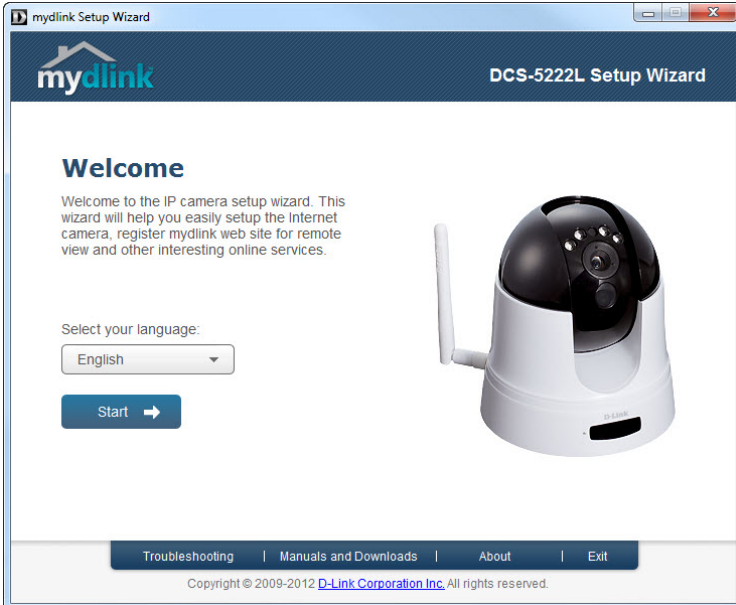 mydlink Setup Wizard
mydlink
DCS-5222L Setup Wizard
Welcome
Welcome to the IP camera setup wizard. This
wizard will help you easily setup the Internet
camera, register mydlink web site for remote
view and other interesting online services.
Select your language:
English
Start
D-Link
Troubleshooting | Manuals and Downloads | About | Exit
Copyright © 2009-2012 D-Link Corporation Inc. All rights reserved.